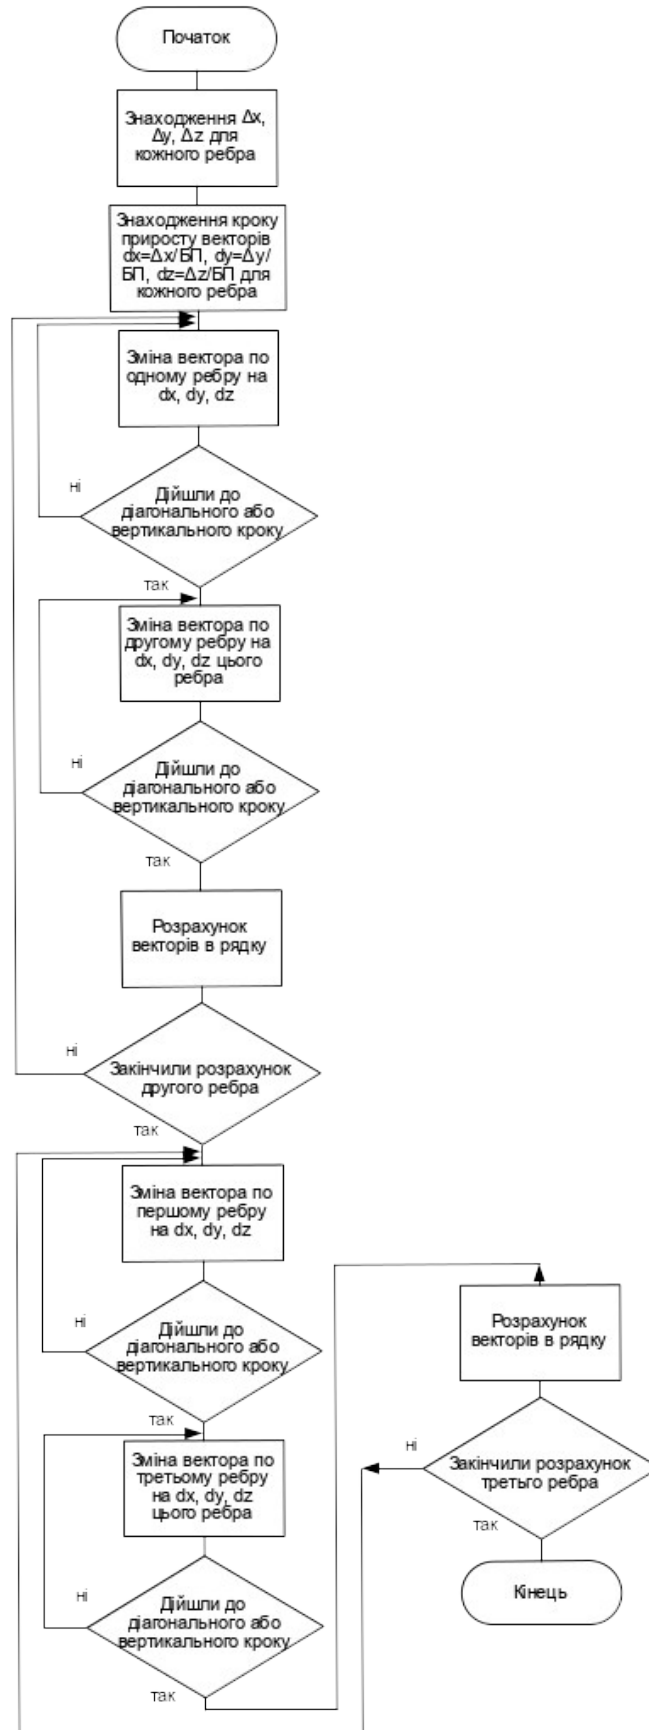 Початок
Знаходження Δx,
Δy, Δz для
кожного ребра
Знаходження кроку
приросту векторів
dx=Δx/БП, dy=Δy/
БП, dz=Δz/БП для
кожного ребра
Зміна вектора по
одному ребру на
dx, dy, dz
ні
Дійшли до
діагонального або
вертикального кроку
так
Зміна вектора по
другому ребру на
dx, dy, dz цього
ребра
ні
Дійшли до
діагонального або
вертикального кроку
так
Розрахунок
векторів в рядку
ні
Закінчили розрахунок
другого ребра
так
Зміна вектора по
першому ребру
на dx, dy, dz
ні
Дійшли до
діагонального або
вертикального кроку
так
Зміна вектора по
третьому ребру
на dx, dy, dz
цього ребра
ні
Дійшли до
діагонального або
вертикального кроку
так
Розрахунок
векторів в рядку
ні
Закінчили розрахунок
третьго ребра
так
Кінець